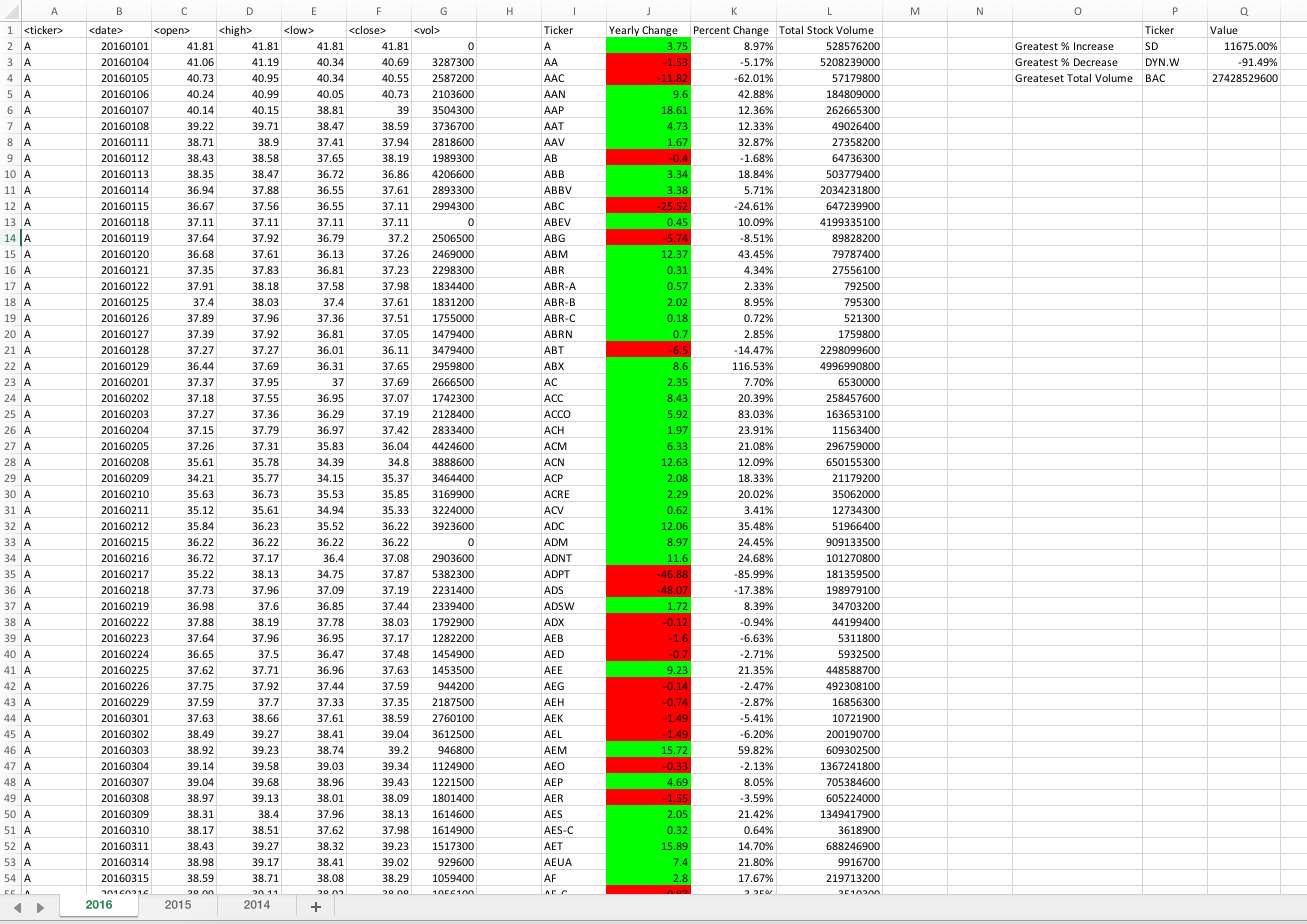 A B C D E F G H I J K L M N O P Q
1 <ticker> <date> <open> <high> <low> <close> <vol> Ticker Yearly Change Percent Change Total Stock Volume Ticker Value
2 A 20160101 41.81 41.81 41.81 41.81 0 A 3.75 8.97% 528576200 Greatest % Increase SD 11675.00%
3 A 20160104 41.06 41.19 40.34 40.69 3287300 AA -1.53 -5.17% 5208239000 Greatest % Decrease DYN.W -91.49%
4 A 20160105 40.73 40.95 40.34 40.55 2587200 AAC -11.82 -62.01% 57179800 Greateset Total Volume BAC 27428529600
5 A 20160106 40.24 40.99 40.05 40.73 2103600 AAN 9.6 42.88% 184809000
6 A 20160107 40.14 40.15 38.81 39 3504300 AAP 18.61 12.36% 262665300
7 A 20160108 39.22 39.71 38.47 38.59 3736700 AAT 4.73 12.33% 49026400
8 A 20160111 38.71 38.9 37.41 37.94 2818600 AAV 1.67 32.87% 27358200
9 A 20160112 38.43 38.58 37.65 38.19 1989300 AB -0.4 -1.68% 64736300
10 A 20160113 38.35 38.47 36.72 36.86 4206600 ABB 3.34 18.84% 503779400
11 A 20160114 36.94 37.88 36.55 37.61 2893300 ABBV 3.38 5.71% 2034231800
12 A 20160115 36.67 37.56 36.55 37.11 2994300 ABC -25.52 -24.61% 647239900
13 A 20160118 37.11 37.11 37.11 37.11 0 ABEV 0.45 10.09% 4199335100
14 A 20160119 37.64 37.92 36.79 37.2 2506500 ABG -5.74 -8.51% 89828200
15 A 20160120 36.68 37.61 36.13 37.26 2469000 ABM 12.37 43.45% 79787400
16 A 20160121 37.35 37.83 36.81 37.23 2298300 ABR 0.31 4.34% 27556100
17 A 20160122 37.91 38.18 37.58 37.98 1834400 ABR-A 0.57 2.33% 792500
18 A 20160125 37.4 38.03 37.4 37.61 1831200 ABR-B 2.02 8.95% 795300
19 A 20160126 37.89 37.96 37.36 37.51 1755000 ABR-C 0.18 0.72% 521300
20 A 20160127 37.39 37.92 36.81 37.05 1479400 ABRN 0.7 2.85% 1759800
21 A 20160128 37.27 37.27 36.01 36.11 3479400 ABT -6.5 -14.47% 2298099600
22 A 20160129 36.44 37.69 36.31 37.65 2959800 ABX 8.6 116.53% 4996990800
23 A 20160201 37.37 37.95 37 37.69 2666500 AC 2.35 7.70% 6530000
24 A 20160202 37.18 37.55 36.95 37.07 1742300 ACC 8.43 20.39% 258457600
25 A 20160203 37.27 37.36 36.29 37.19 2128400 ACCO 5.92 83.03% 163653100
26 A 20160204 37.15 37.79 36.97 37.42 2833400 ACH 1.97 23.91% 11563400
27 A 20160205 37.26 37.31 35.83 36.04 4424600 ACM 6.33 21.08% 296759000
28 A 20160208 35.61 35.78 34.39 34.8 3888600 ACN 12.63 12.09% 650155300
29 A 20160209 34.21 35.77 34.15 35.37 3464400 ACP 2.08 18.33% 21179200
30 A 20160210 35.63 36.73 35.53 35.85 3169900 ACRE 2.29 20.02% 35062000
31 A 20160211 35.12 35.61 34.94 35.33 3224000 ACV 0.62 3.41% 12734300
32 A 20160212 35.84 36.23 35.52 36.22 3923600 ADC 12.06 35.48% 51966400
33 A 20160215 36.22 36.22 36.22 36.22 0 ADM 8.97 24.45% 909133500
34 A 20160216 36.72 37.17 36.4 37.08 2903600 ADNT 11.6 24.68% 101270800
35 A 20160217 35.22 38.13 34.75 37.87 5382300 ADPT -46.88 -85.99% 181359500
36 A 20160218 37.73 37.96 37.09 37.19 2231400 ADS -48.07 -17.38% 198979100
37 A 20160219 36.98 37.6 36.85 37.44 2339400 ADSW 1.72 8.39% 34703200
38 A 20160222 37.88 38.19 37.78 38.03 1792900 ADX -0.12 -0.94% 44199400
39 A 20160223 37.64 37.96 36.95 37.17 1282200 AEB -1.6 -6.63% 5311800
40 A 20160224 36.65 37.5 36.47 37.48 1454900 AED -0.7 -2.71% 5932500
41 A 20160225 37.62 37.71 36.96 37.63 1453500 AEE 9.23 21.35% 448588700
42 A 20160226 37.75 37.92 37.44 37.59 944200 AEG -0.14 -2.47% 492308100
43 A 20160229 37.59 37.7 37.33 37.35 2187500 AEH -0.74 -2.87% 16856300
44 A 20160301 37.63 38.66 37.61 38.59 2760100 AEK -1.49 -5.41% 10721900
45 A 20160302 38.49 39.27 38.41 39.04 3612500 AEL -1.49 -6.20% 200190700
46 A 20160303 38.92 39.23 38.74 39.2 946800 AEM 15.72 59.82% 609302500
47 A 20160304 39.14 39.58 39.03 39.34 1124900 AEO -0.33 -2.13% 1367241800
48 A 20160307 39.04 39.68 38.96 39.43 1221500 AEP 4.69 8.05% 705384600
49 A 20160308 38.97 39.13 38.01 38.09 1801400 AER -1.55 -3.59% 605224000
50 A 20160309 38.31 38.4 37.96 38.13 1614600 AES 2.05 21.42% 1349417900
51 A 20160310 38.17 38.51 37.62 37.98 1614900 AES-C 0.32 0.64% 3618900
52 A 20160311 38.43 39.27 38.32 39.23 1517300 AET 15.89 14.70% 688246900
53 A 20160314 38.98 39.17 38.41 39.02 929600 AEUA 7.4 21.80% 9916700
54 A 20160315 38.59 38.71 38.08 38.29 1059400 AF 2.8 17.67% 219713200
2016 2015 2014